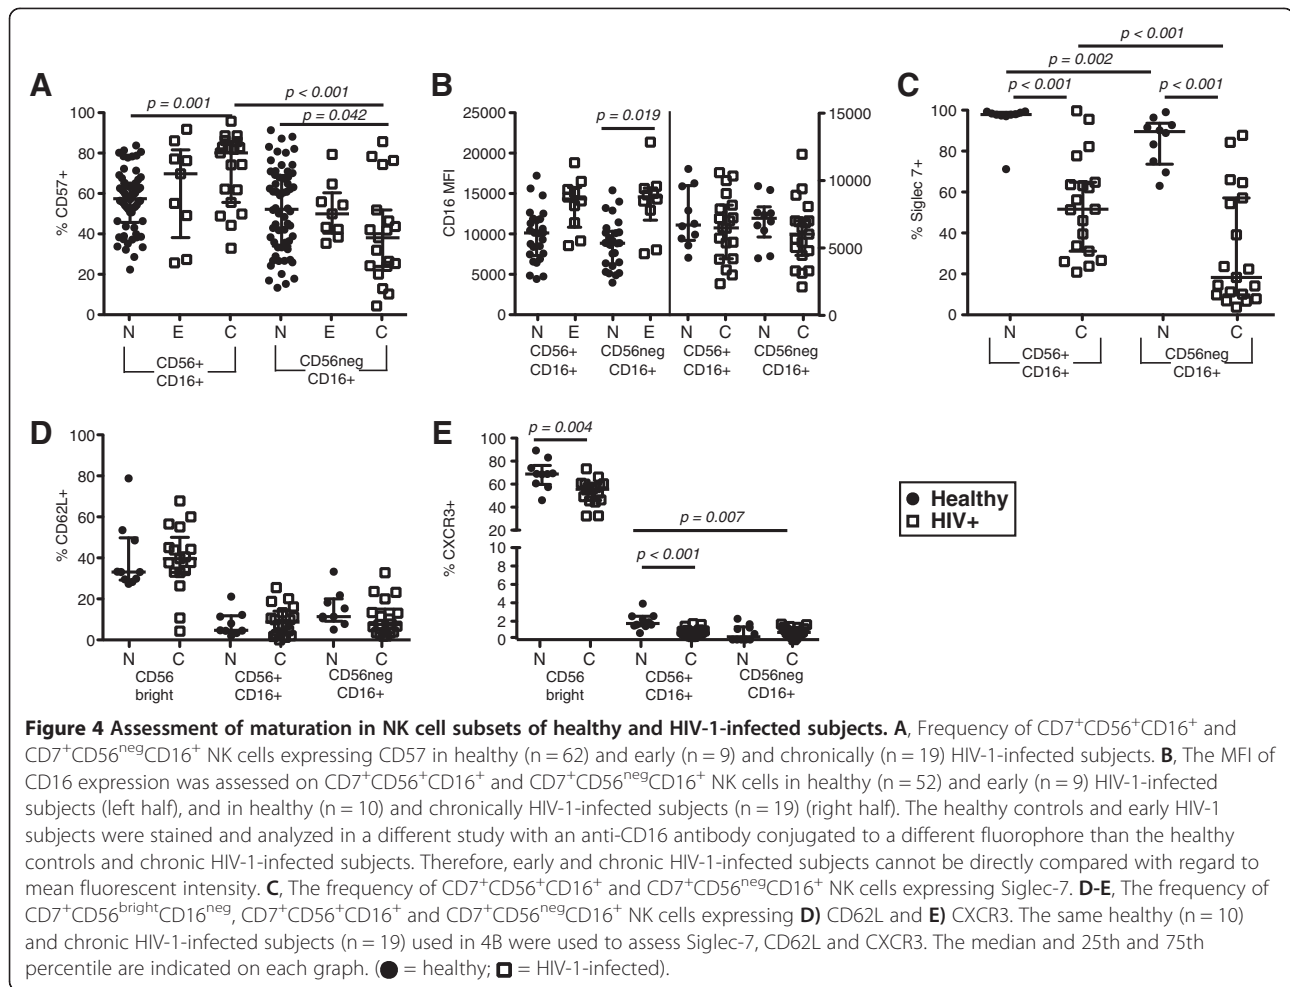 A
p = 0.001
p < 0.001
p = 0.042
% CD57+
100
80
60
40
20
0
N E C N E C
CD56+
CD16+
CD56neg
CD16+
B
p = 0.019
CD16 MFI
25000
20000
15000
10000
5000
0
15000
10000
5000
0
N E N E N C N C
CD56+ CD56neg CD56+ CD56neg
CD16+ CD16+ CD16+ CD16+
C
p < 0.001
p = 0.002
p < 0.001 p < 0.001
% Siglec 7+
100
80
60
40
20
0
N C N C
CD56+
CD16+
CD56neg
CD16+
D
% CD62L+
100
80
60
40
20
0
N C N C N C
CD56 CD56+ CD56neg
bright CD16+ CD16+
E
p = 0.004
p = 0.007
p < 0.001
% CXCR3+
100
80
60
40
20
10
8
6
4
2
0
N C N C N C
CD56 CD56+ CD56neg
bright CD16+ CD16+
● Healthy
□ HIV+
Figure 4 Assessment of maturation in NK cell subsets of healthy and HIV-1-infected subjects. A, Frequency of CD7⁺CD56⁺CD16⁺ and
CD7⁺CD56ⁿᵉᵍCD16⁺ NK cells expressing CD57 in healthy (n = 62) and early (n = 9) and chronically (n = 19) HIV-1-infected subjects. B, The MFI of
CD16 expression was assessed on CD7⁺CD56⁺CD16⁺ and CD7⁺CD56ⁿᵉᵍCD16⁺ NK cells in healthy (n = 52) and early (n = 9) HIV-1-infected
subjects (left half), and in healthy (n = 10) and chronically HIV-1-infected subjects (n = 19) (right half). The healthy controls and early HIV-1
subjects were stained and analyzed in a different study with an anti-CD16 antibody conjugated to a different fluorophore than the healthy
controls and chronic HIV-1-infected subjects. Therefore, early and chronic HIV-1-infected subjects cannot be directly compared with regard to
mean fluorescent intensity. C, The frequency of CD7⁺CD56⁺CD16⁺ and CD7⁺CD56ⁿᵉᵍCD16⁺ NK cells expressing Siglec-7. D-E, The frequency of
CD7⁺CD56ᵇʳⁱᵍʰᵗCD16ⁿᵉᵍ, CD7⁺CD56⁺CD16⁺ and CD7⁺CD56ⁿᵉᵍCD16⁺ NK cells expressing D) CD62L and E) CXCR3. The same healthy (n = 10)
and chronic HIV-1-infected subjects (n = 19) used in 4B were used to assess Siglec-7, CD62L and CXCR3. The median and 25th and 75th
percentile are indicated on each graph. (● = healthy; □ = HIV-1-infected).